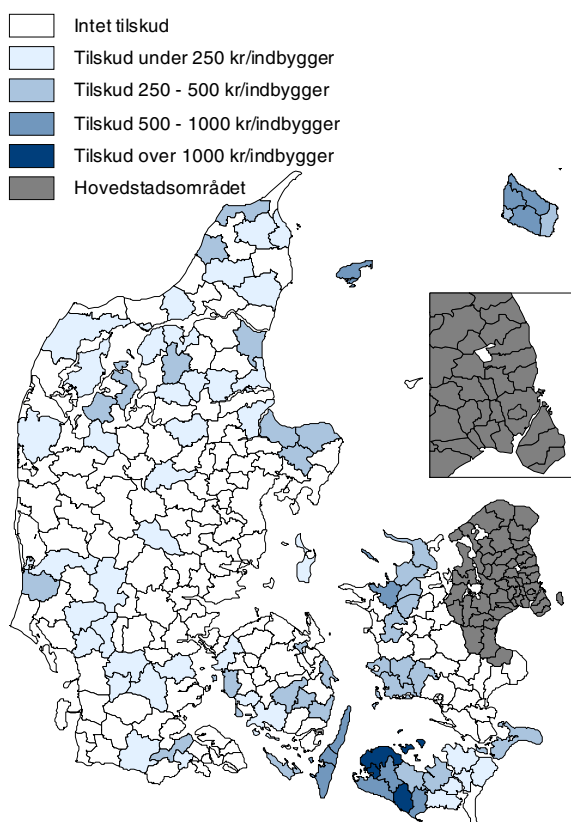 Intet tilskud
Tilskud under 250 kr/indbygger
Tilskud 250 - 500 kr/indbygger
Tilskud 500 - 1000 kr/indbygger
Tilskud over 1000 kr/indbygger
Hovedstadsområdet